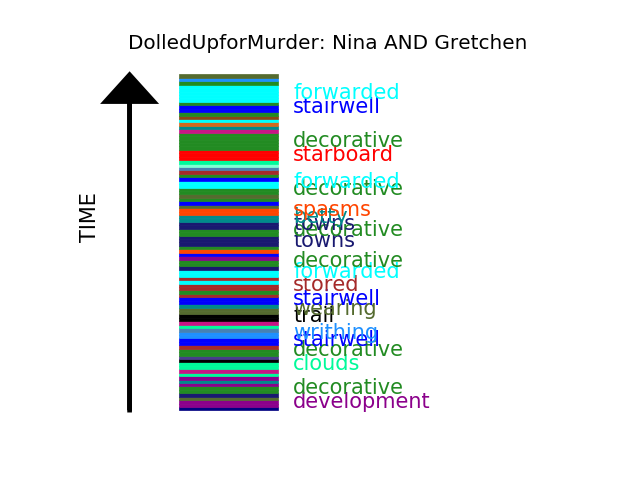 DolledUpforMurder: Nina AND Gretchen
forwarded
stairwell
decorative
starboard
forwarded
decorative
spasms
towns
decorative
towns
decorative
forwarded
stored
stairwell
wearing
trail
writhing
stairwell
decorative
clouds
decorative
development
TIME